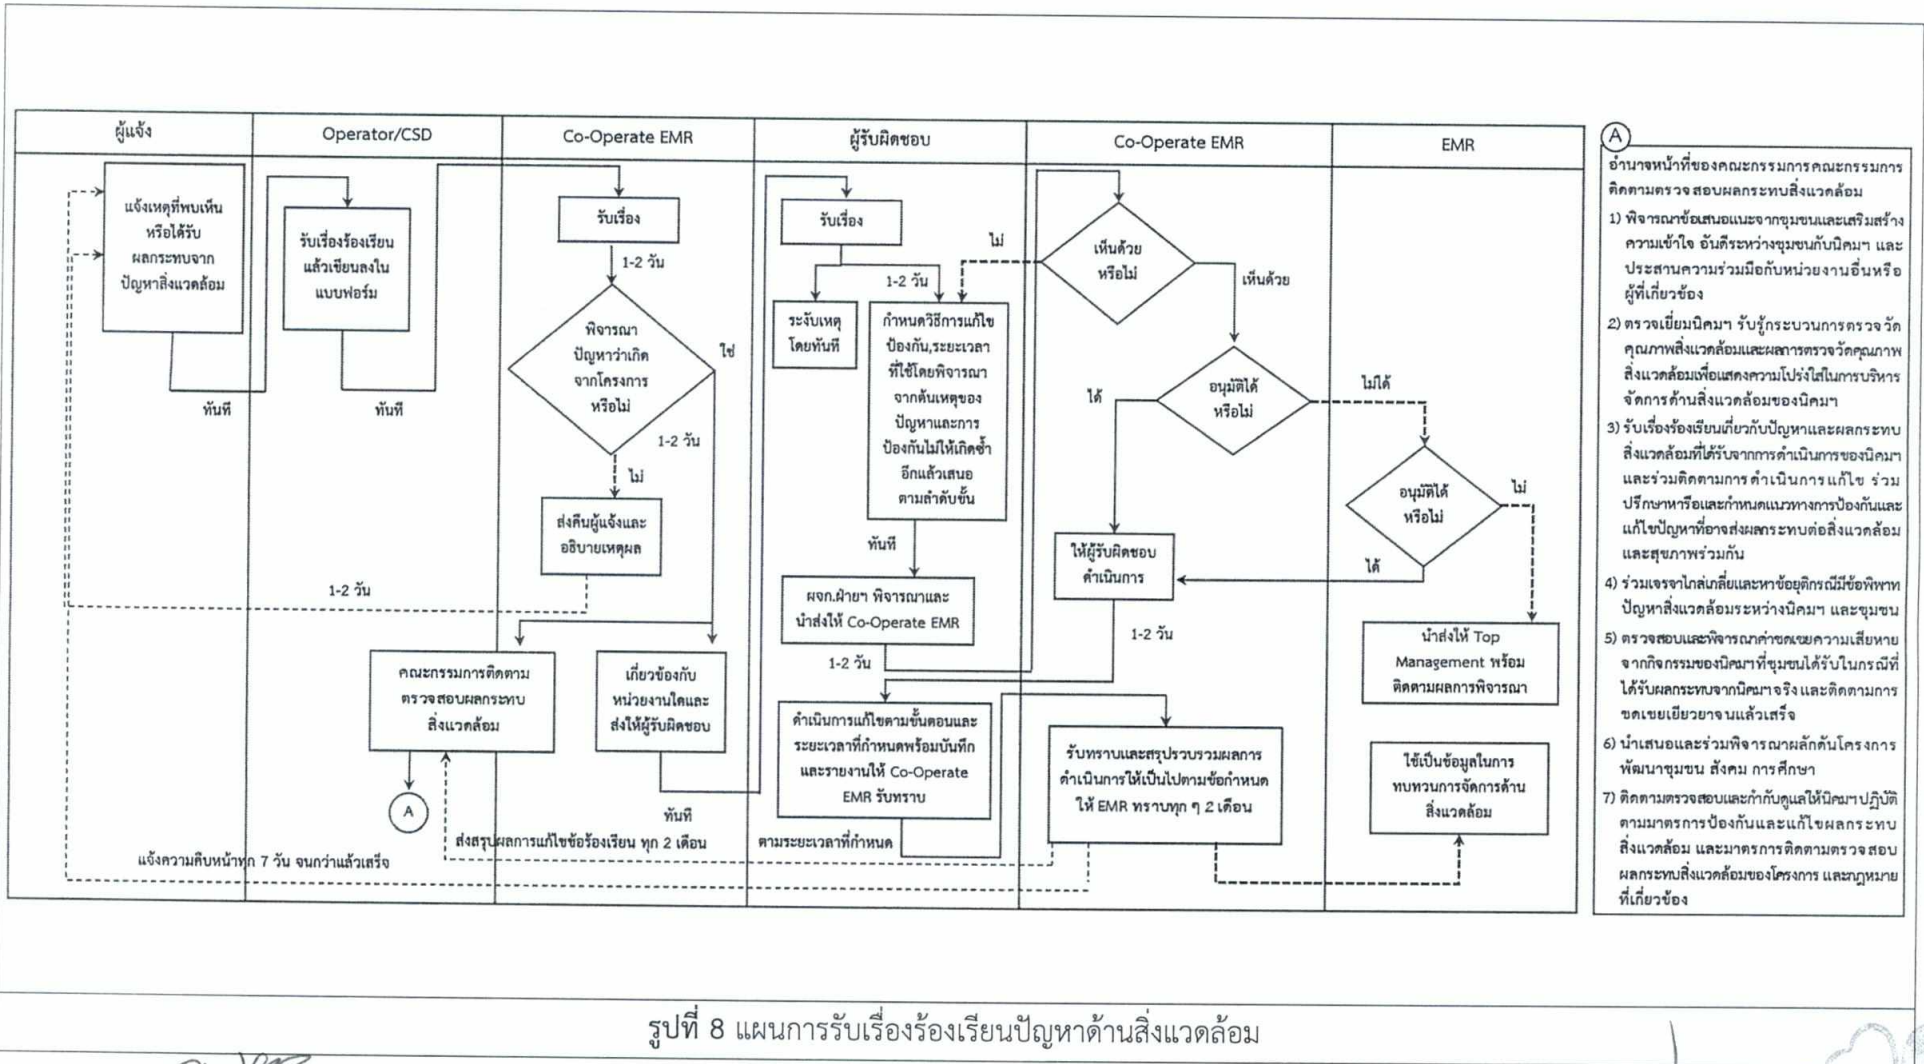 ผู้แจ้ง
Operator/CSD
Co-Operate EMR
ผู้รับผิดชอบ
Co-Operate EMR
EMR
แจ้งเหตุที่พบเห็น
หรือได้รับ
ผลกระทบจาก
ปัญหาสิ่งแวดล้อม
ทันที
รับเรื่องร้องเรียน
แล้วเขียนลงใน
แบบฟอร์ม
ทันที
รับเรื่อง
1-2 วัน
พิจารณา
ปัญหาว่าเกิด
จากโครงการ
หรือไม่
ใช่
1-2 วัน
ไม่
ส่งคืนผู้แจ้งและ
อธิบายเหตุผล
1-2 วัน
คณะกรรมการติดตาม
ตรวจสอบผลกระทบ
สิ่งแวดล้อม
A
เกี่ยวข้องกับ
หน่วยงานใดและ
ส่งให้ผู้รับผิดชอบ
ทันที
รับเรื่อง
1-2 วัน
ระงับเหตุ
โดยทันที
กำหนดวิธีการแก้ไข
ป้องกัน,ระยะเวลา
ที่ใช้โดยพิจารณา
จากต้นเหตุของ
ปัญหาและการ
ป้องกันไม่ให้เกิดซ้ำ
อีกแล้วเสนอ
ตามลำดับขั้น
ทันที
ผจก.ฝ่ายฯ พิจารณาและ
นำส่งให้ Co-Operate EMR
1-2 วัน
ดำเนินการแก้ไขตามขั้นตอนและ
ระยะเวลาที่กำหนดพร้อมบันทึก
และรายงานให้ Co-Operate
EMR รับทราบ
ตามระยะเวลาที่กำหนด
ไม่
เห็นด้วย
หรือไม่
เห็นด้วย
อนุมัติได้
หรือไม่
ได้
ไม่ได้
ให้ผู้รับผิดชอบ
ดำเนินการ
1-2 วัน
รับทราบและสรุปรวบรวมผลการ
ดำเนินการให้เป็นไปตามข้อกำหนด
ให้ EMR ทราบทุก ๆ 2 เดือน
อนุมัติได้
หรือไม่
ไม่
ได้
นำส่งให้ Top
Management พร้อม
ติดตามผลการพิจารณา
ใช้เป็นข้อมูลในการ
ทบทวนการจัดการด้าน
สิ่งแวดล้อม
ส่งสรุปผลการแก้ไขข้อร้องเรียน ทุก 2 เดือน
แจ้งความคืบหน้าทุก 7 วัน จนกว่าแล้วเสร็จ
A
อำนาจหน้าที่ของคณะกรรมการคณะกรรมการ
ติดตามตรวจสอบผลกระทบสิ่งแวดล้อม
1) พิจารณาข้อเสนอแนะจากชุมชนและเสริมสร้าง
ความเข้าใจ อันดีระหว่างชุมชนกับนิคมฯ และ
ประสานความร่วมมือกับหน่วยงานอื่นหรือ
ผู้ที่เกี่ยวข้อง
2) ตรวจเยี่ยมนิคมฯ รับรู้กระบวนการตรวจวัด
คุณภาพสิ่งแวดล้อมและผลการตรวจวัดคุณภาพ
สิ่งแวดล้อมเพื่อแสดงความโปร่งใสในการบริหาร
จัดการด้านสิ่งแวดล้อมของนิคมฯ
3) รับเรื่องร้องเรียนเกี่ยวกับปัญหาและผลกระทบ
สิ่งแวดล้อมที่ได้รับจากการดำเนินการของนิคมฯ
และร่วมติดตามการดำเนินการแก้ไข ร่วม
ปรึกษาหารือและกำหนดแนวทางการป้องกันและ
แก้ไขปัญหาที่อาจส่งผลกระทบต่อสิ่งแวดล้อม
และสุขภาพร่วมกัน
4) ร่วมเจรจาไกล่เกลี่ยและหาข้อยุติกรณีมีข้อพิพาท
ปัญหาสิ่งแวดล้อมระหว่างนิคมฯ และชุมชน
5) ตรวจสอบและพิจารณาค่าชดเชยความเสียหาย
จากกิจกรรมของนิคมฯที่ชุมชนได้รับในกรณีที่
ได้รับผลกระทบจากนิคมฯจริง และติดตามการ
ชดเชยเยียวยาจนแล้วเสร็จ
6) นำเสนอและร่วมพิจารณาผลักดันโครงการ
พัฒนาชุมชน สังคม การศึกษา
7) ติดตามตรวจสอบและกำกับดูแลให้นิคมฯปฏิบัติ
ตามมาตรการป้องกันและแก้ไขผลกระทบ
สิ่งแวดล้อม และมาตรการติดตามตรวจสอบ
ผลกระทบสิ่งแวดล้อมของโครงการ และกฎหมาย
ที่เกี่ยวข้อง
รูปที่ 8 แผนการรับเรื่องร้องเรียนปัญหาด้านสิ่งแวดล้อม